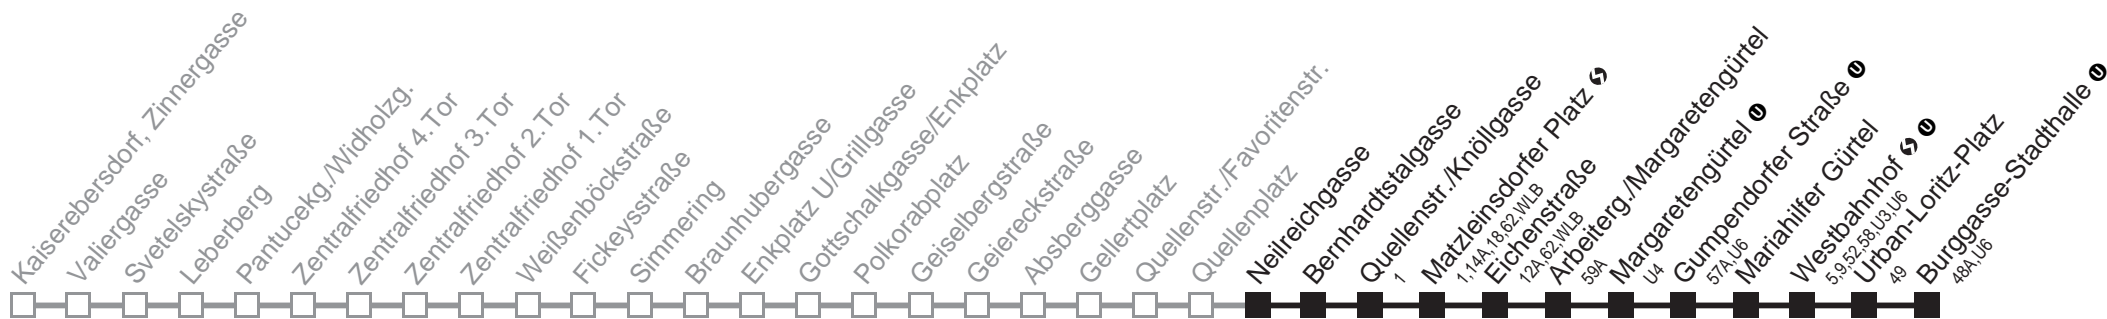 Kaiserebersdorf, Zinnergasse
Valiergasse
Svetelskystraße
Leberberg
Pantucekg./Widholzg.
Zentralfriedhof 4.Tor
Zentralfriedhof 3.Tor
Zentralfriedhof 2.Tor
Zentralfriedhof 1.Tor
Weißenböckstraße
Fickeysstraße
Simmering
Braunhubergasse
Enkplatz U/Grillgasse
Gottschalkgasse/Enkplatz
Polkorabplatz
Geiselbergstraße
Geiereckstraße
Absberggasse
Gellertplatz
Quellenstr./Favoritenstr.
Quellenplatz
Neilreichgasse
Bernhardtstalgasse
Quellenstr./Knöllgasse
1
Matzleinsdorfer Platz
1,14A,18,62,WLB
Eichenstraße
12A,62,WLB
Arbeiterg./Margaretengürtel
59A
Margaretengürtel U
U4
Gumpendorfer Straße U
57A,U6
Mariahilfer Gürtel
Westbahnhof U
5,9,52,58,U3,U6
Urban-Loritz-Platz
49
Burggasse-Stadthalle U
48A,U6